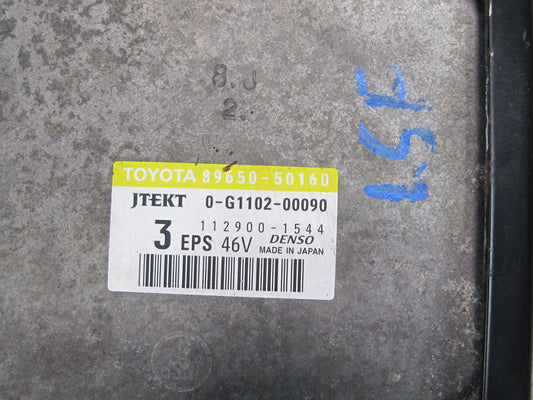 8.J
2.
LSF
TOYOTA 89650-50160
JTEKT 0-G1102-00090
112900-1544
3 EPS 46V DENSO
MADE IN JAPAN